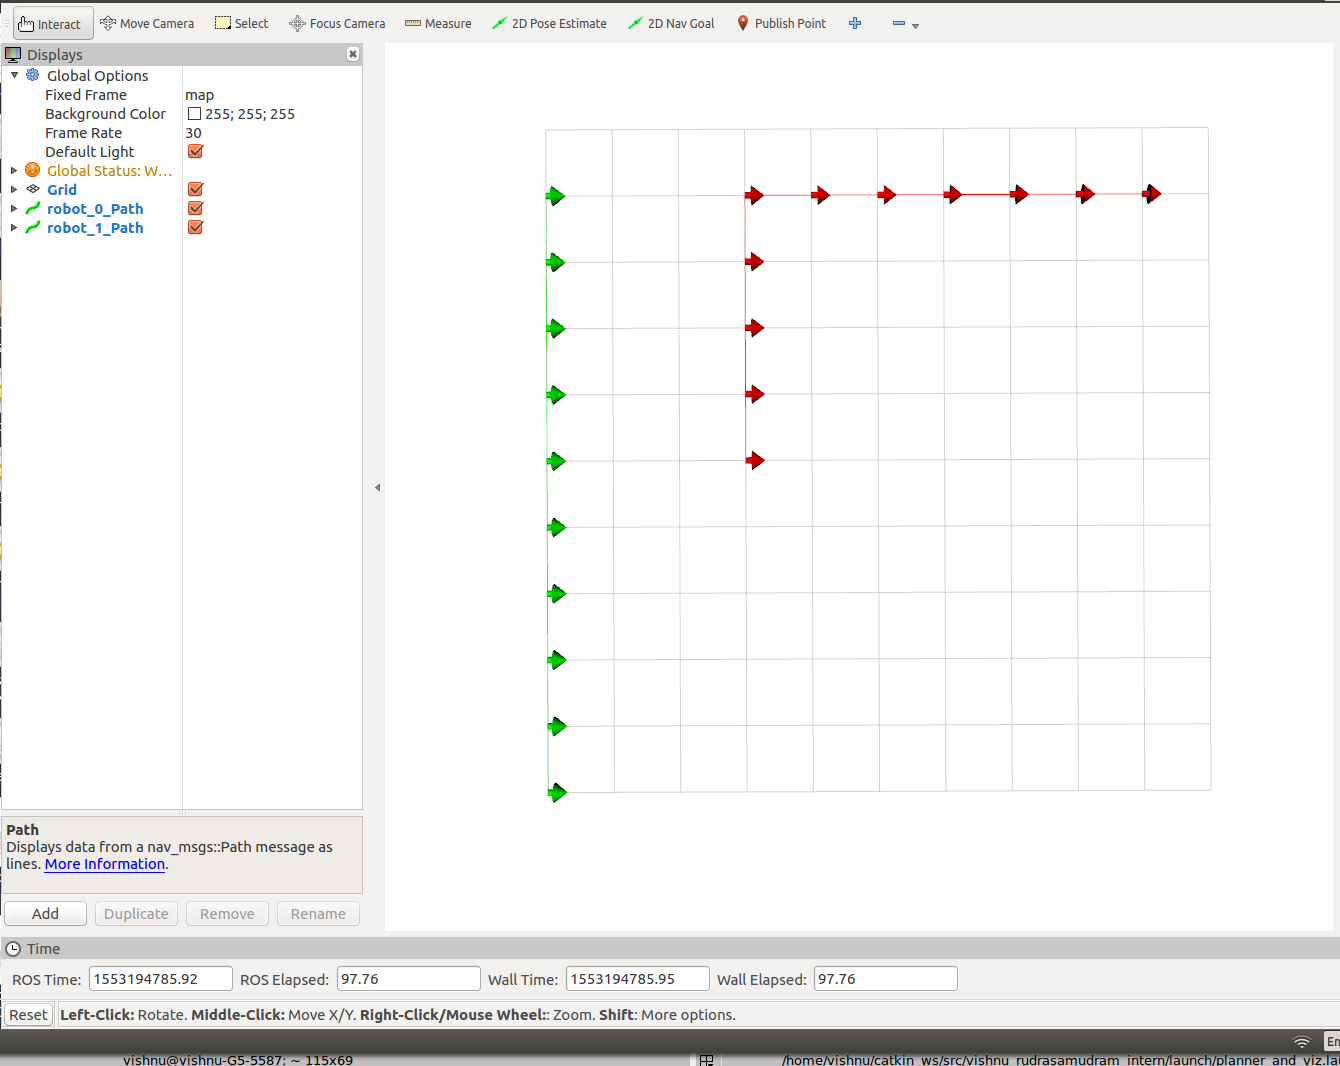 Interact Move Camera Select Focus Camera Measure 2D Pose Estimate 2D Nav Goal Publish Point
Displays
Global Options
Fixed Frame map
Background Color 255; 255; 255
Frame Rate 30
Default Light
Global Status: W...
Grid
robot_0_Path
robot_1_Path
Path
Displays data from a nav_msgs::Path message as
lines. More Information.
Add Duplicate Remove Rename
Time
ROS Time: 1553194785.92 ROS Elapsed: 97.76 Wall Time: 1553194785.95 Wall Elapsed: 97.76
Reset Left-Click: Rotate. Middle-Click: Move X/Y. Right-Click/Mouse Wheel:: Zoom. Shift: More options.
En
vishnu@vishnu-G5-5587: ~ 115x69 /home/vishnu/catkin_ws/src/vishnu_rudrasamudram_intern/launch/planner_and_viz.la